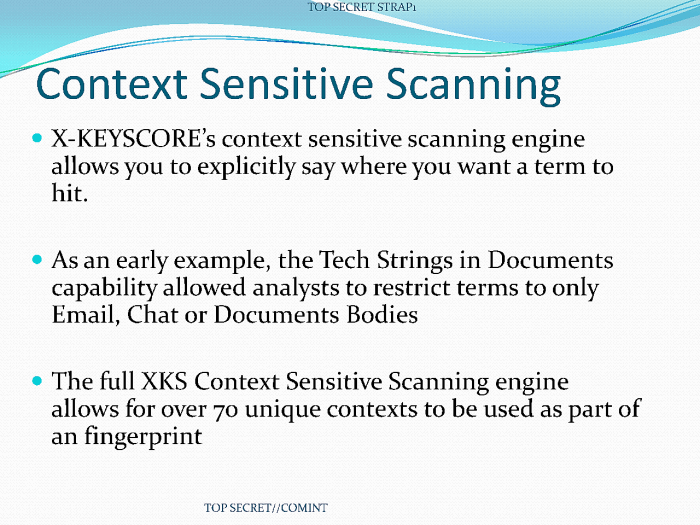 TOP SECRET STRAP1
Context Sensitive Scanning
• X-KEYSCORE's context sensitive scanning engine
allows you to explicitly say where you want a term to
hit.
• As an early example, the Tech Strings in Documents
capability allowed analysts to restrict terms to only
Email, Chat or Documents Bodies
• The full XKS Context Sensitive Scanning engine
allows for over 70 unique contexts to be used as part of
an fingerprint
TOP SECRET//COMINT